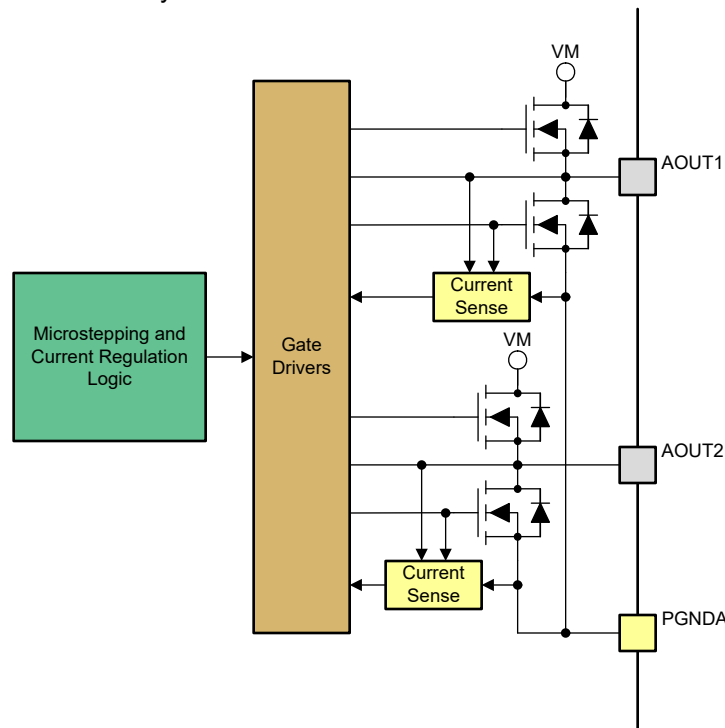 VM
AOUT1
Current
Sense
Microstepping and
Current Regulation
Logic
Gate
Drivers
VM
AOUT2
Current
Sense
PGNDA